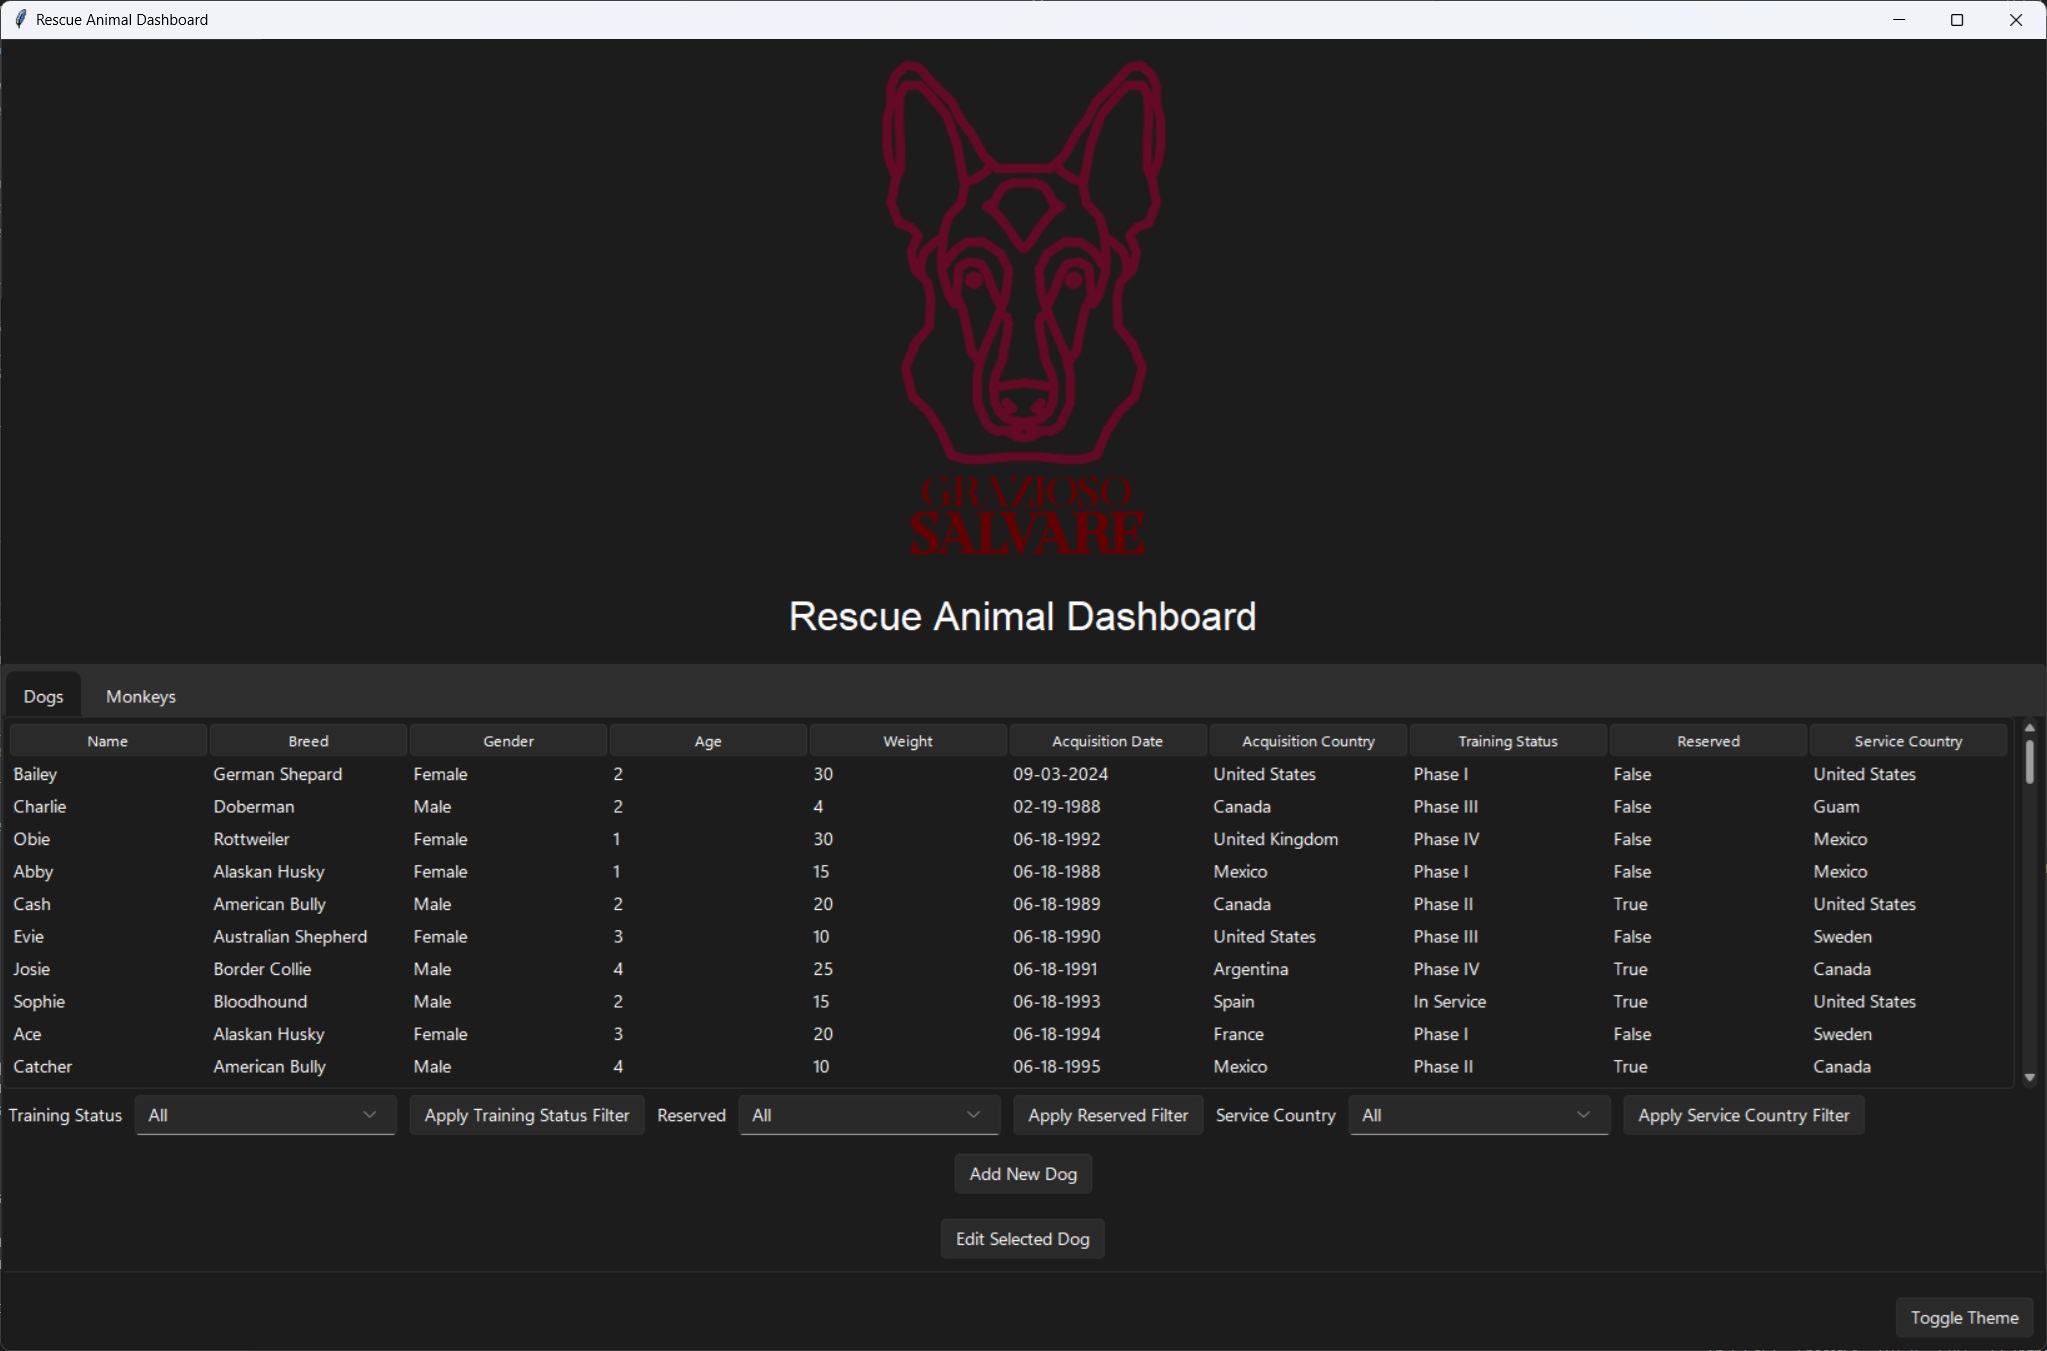 Rescue Animal Dashboard
GRAZIOSO
SALVARE
Rescue Animal Dashboard
Dogs Monkeys
Name Breed Gender Age Weight Acquisition Date Acquisition Country Training Status Reserved Service Country
Bailey German Shepard Female 2 30 09-03-2024 United States Phase I False United States
Charlie Doberman Male 2 4 02-19-1988 Canada Phase III False Guam
Obie Rottweiler Female 1 30 06-18-1992 United Kingdom Phase IV False Mexico
Abby Alaskan Husky Female 1 15 06-18-1988 Mexico Phase I False Mexico
Cash American Bully Male 2 20 06-18-1989 Canada Phase II True United States
Evie Australian Shepherd Female 3 10 06-18-1990 United States Phase III False Sweden
Josie Border Collie Male 4 25 06-18-1991 Argentina Phase IV True Canada
Sophie Bloodhound Male 2 15 06-18-1993 Spain In Service True United States
Ace Alaskan Husky Female 3 20 06-18-1994 France Phase I False Sweden
Catcher American Bully Male 4 10 06-18-1995 Mexico Phase II True Canada
Training Status All Apply Training Status Filter Reserved All Apply Reserved Filter Service Country All Apply Service Country Filter
Add New Dog
Edit Selected Dog
Toggle Theme